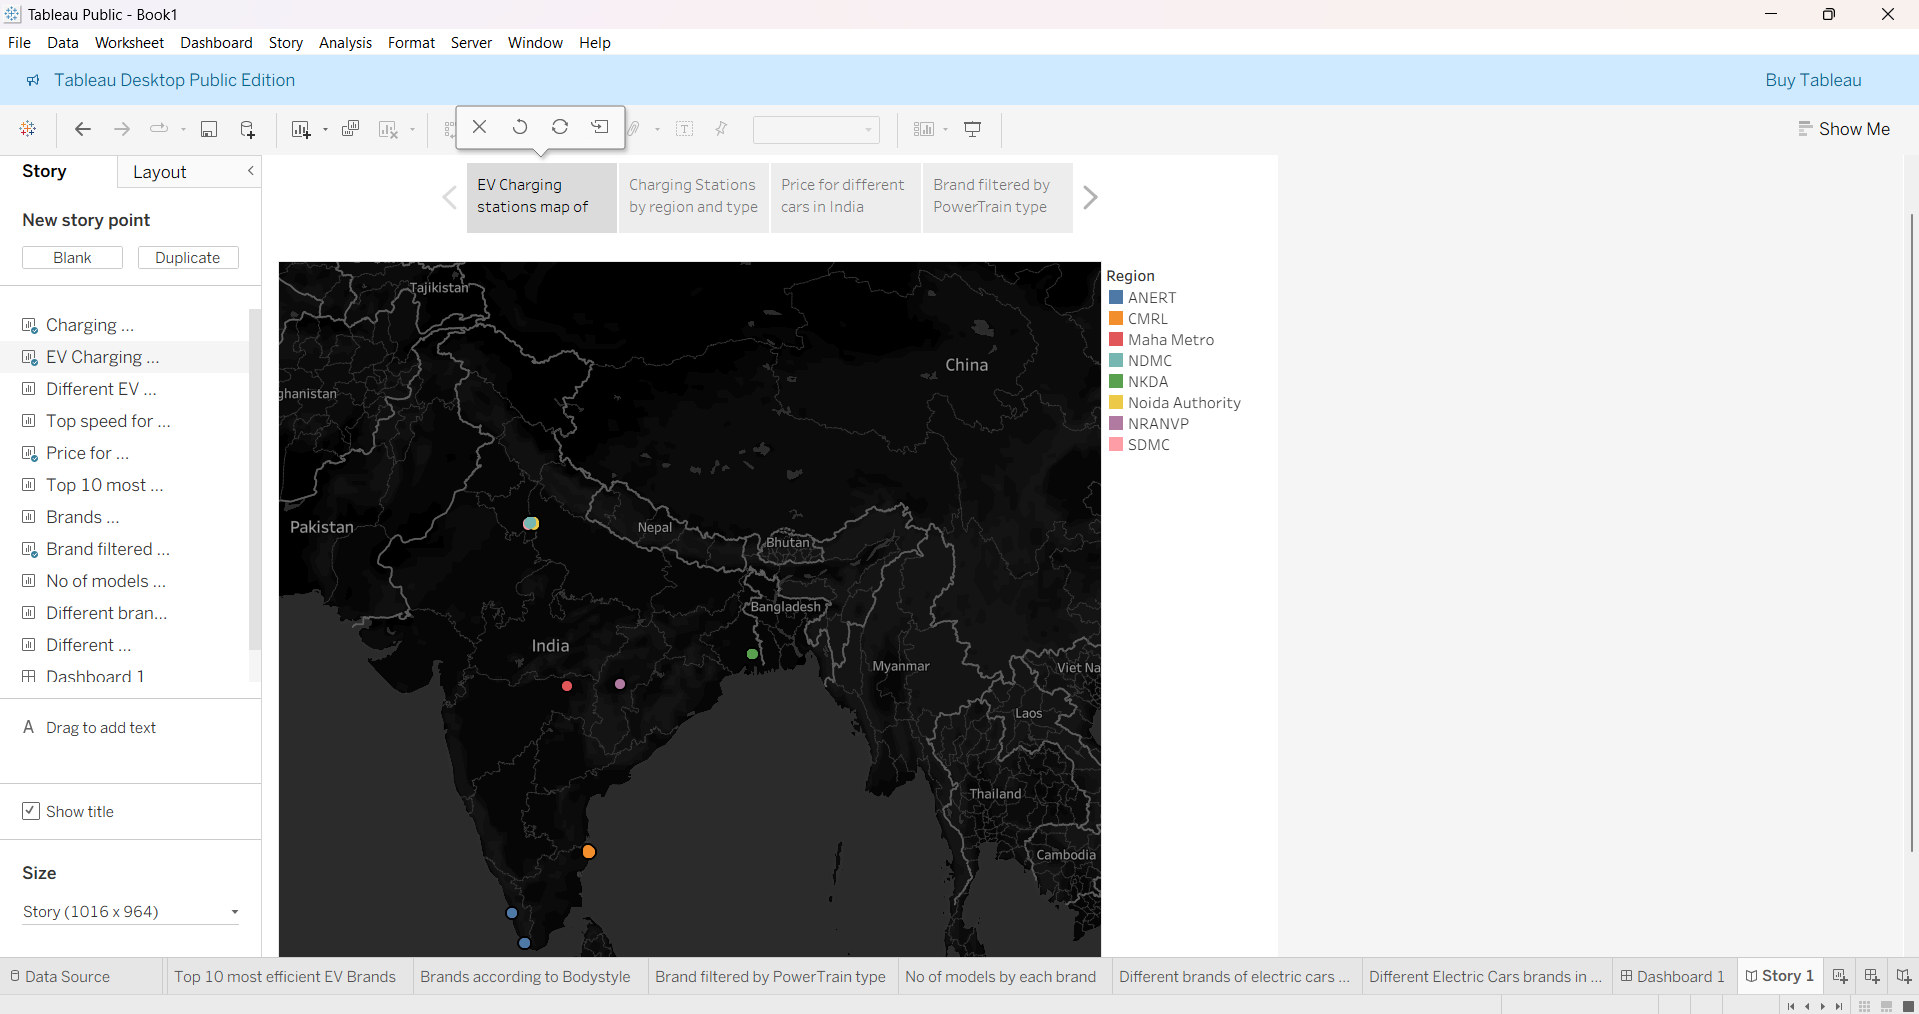 Tableau Public - Book1
File Data Worksheet Dashboard Story Analysis Format Server Window Help
Tableau Desktop Public Edition
Buy Tableau
Show Me
Story
Layout
New story point
Blank
Duplicate
Charging ...
EV Charging ...
Different EV ...
Top speed for ...
Price for ...
Top 10 most ...
Brands ...
Brand filtered ...
No of models ...
Different bran...
Different ...
Dashboard 1
A Drag to add text
Show title
Size
Story (1016 x 964)
EV Charging
stations map of
Charging Stations
by region and type
Price for different
cars in India
Brand filtered by
PowerTrain type
Tajikistan
China
ghanistan
Pakistan
Nepal
Bhutan
Bangladesh
India
Myanmar
Viet Na
Laos
Thailand
Cambodia
Region
ANERT
CMRL
Maha Metro
NDMC
NKDA
Noida Authority
NRANVP
SDMC
Data Source
Top 10 most efficient EV Brands
Brands according to Bodystyle
Brand filtered by PowerTrain type
No of models by each brand
Different brands of electric cars ...
Different Electric Cars brands in ...
Dashboard 1
Story 1